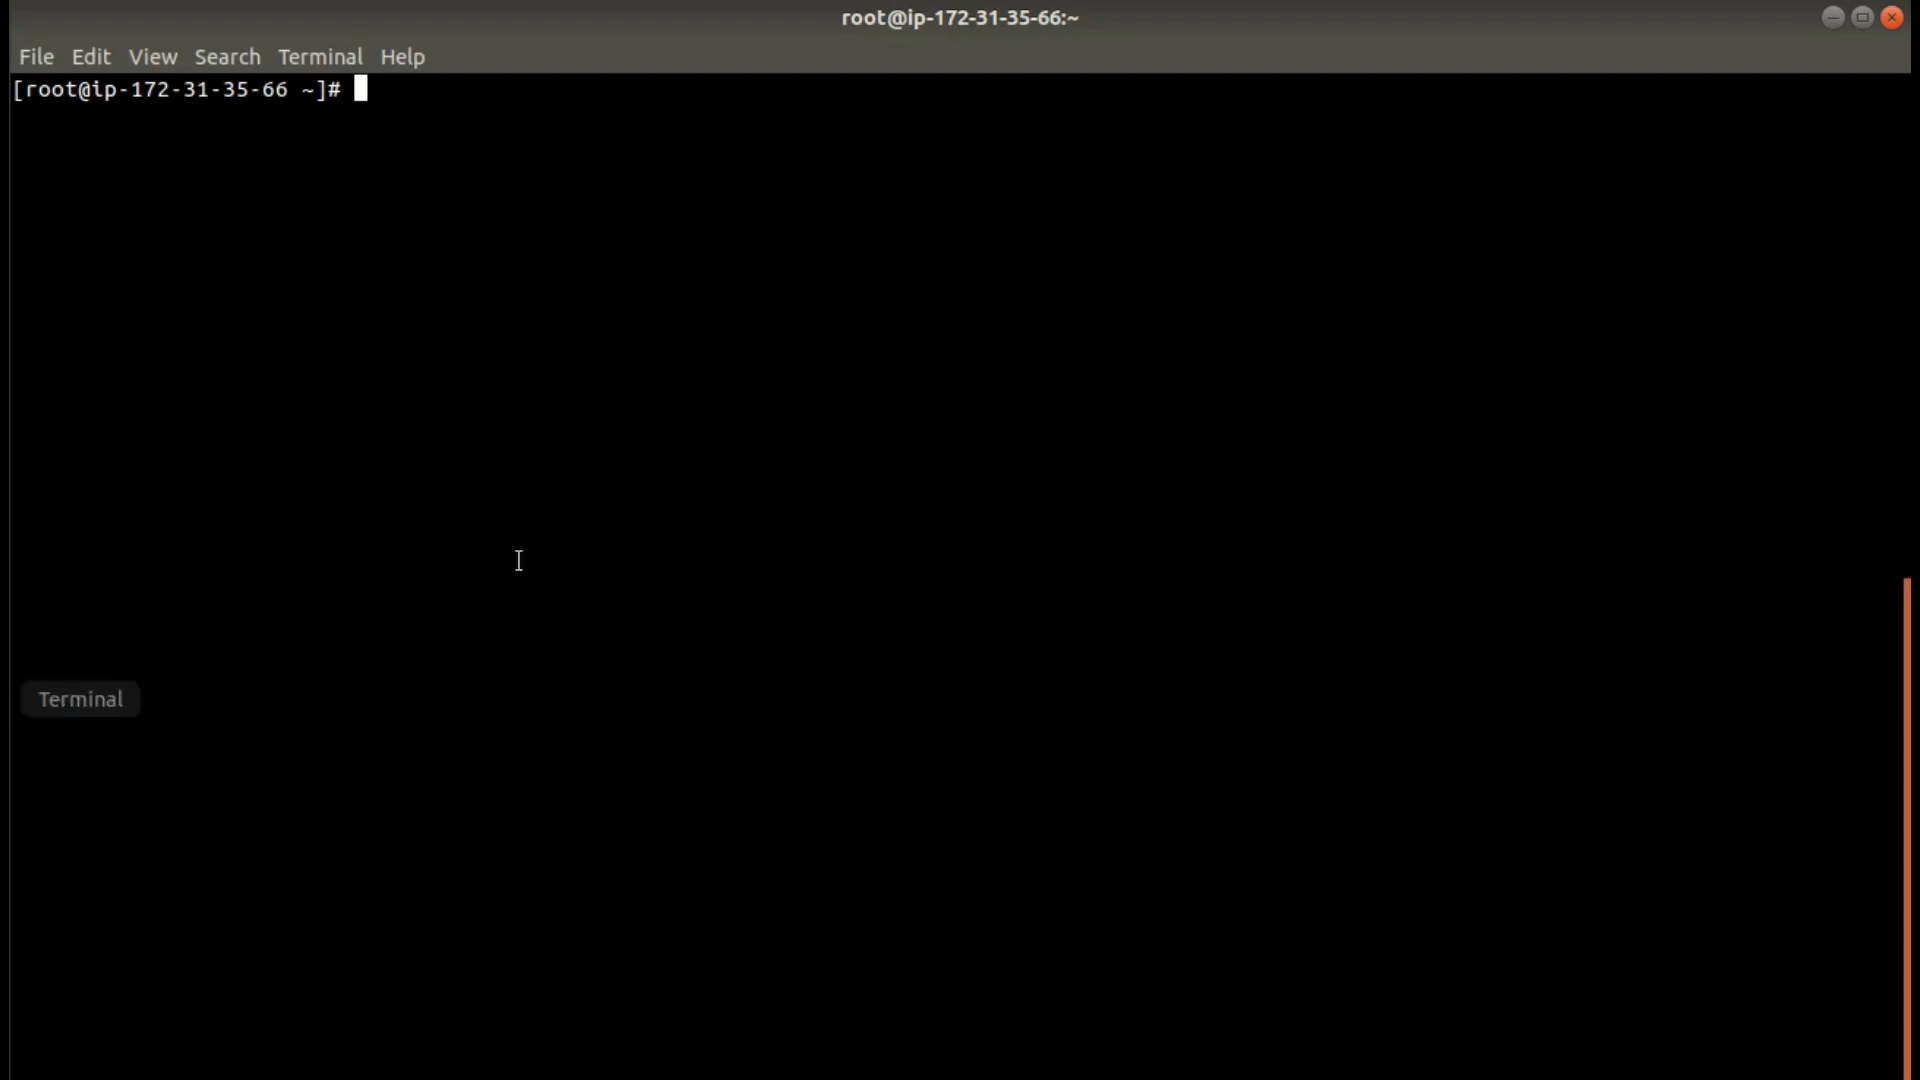 root@ip-172-31-35-66:~
File Edit View Search Terminal Help
[root@ip-172-31-35-66 ~]#
Terminal